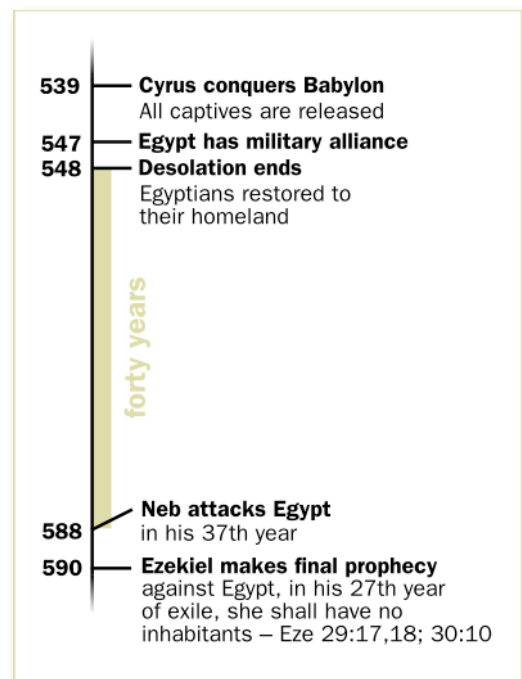 539 Cyrus conquers Babylon
All captives are released
547 Egypt has military alliance
548 Desolation ends
Egyptians restored to
their homeland
forty years
Neb attacks Egypt
588 in his 37th year
590 Ezekiel makes final prophecy
against Egypt, in his 27th year
of exile, she shall have no
inhabitants – Eze 29:17,18; 30:10